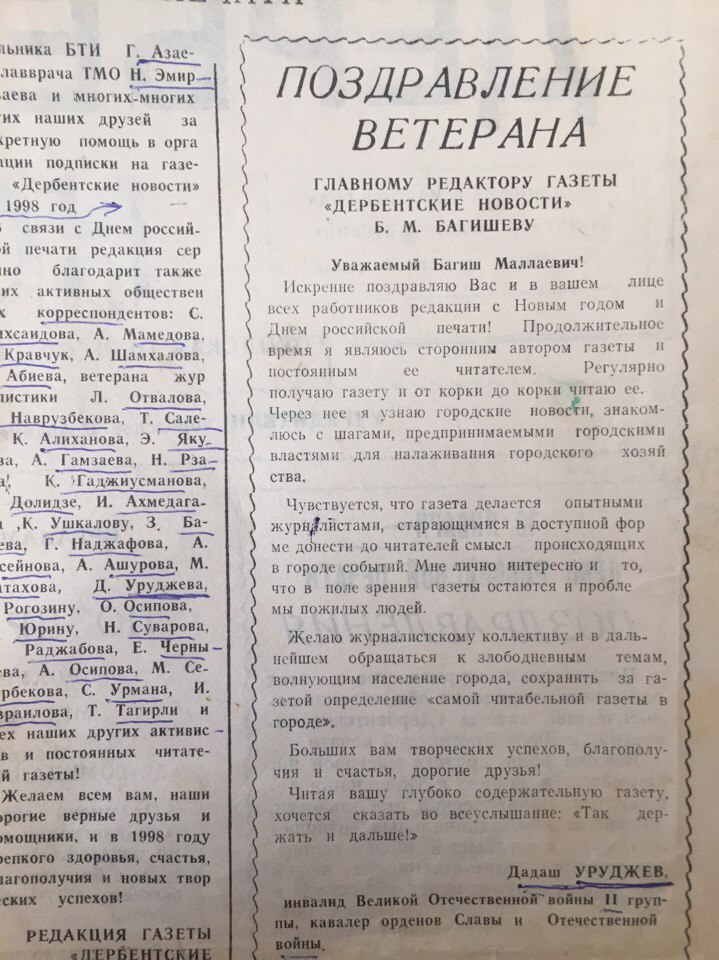 льника БТИ Г. Азае-
лавврача ТМО Н. Эмир-
ваева и многих-многих
гих наших друзей за
кретную помощь в орга
ации подписки на газе-
«Дербентские новости»
1998 год
связи с Днем россий-
й печати редакция сер
но благодарит также
их активных обществен
х корреспондентов: С.
ихсаидова, А. Мамедова,
Кравчук, А. Шамхалова,
Абиева, ветерана жур
листики Л. Отвалова,
Наврузбекова, Т. Сале-
К. Алиханова, Э. Яку-
ва, А. Гамзаева, Н. Рза-
а, К. Гаджиусманова,
Долидзе, И. Ахмедага-
К. Ушкалову, З. Ба-
ева, Г. Наджафова, А.
сейнова, А. Ашурова, М.
тахова, Д. Уруджева,
Рогозину, О. Осипова,
Юрину, Н. Суварова,
Раджабова, Е. Черны-
ева, А. Осипова, М. Се-
рбекова, С. Урмана, И.
авраилова, Т. Тагирли и
ех наших других активис-
в и постоянных читате-
й газеты!
Желаем всем вам, наши
орогие верные друзья и
омощники, и в 1998 году
репкого здоровья, счастья,
лагополучия и новых твор
еских успехов!
РЕДАКЦИЯ ГАЗЕТЫ
«ДЕРБЕНТСКИЕ
ПОЗДРАВЛЕНИЕ
ВЕТЕРАНА
ГЛАВНОМУ РЕДАКТОРУ ГАЗЕТЫ
«ДЕРБЕНТСКИЕ НОВОСТИ»
Б. М. БАГИШЕВУ
Уважаемый Багиш Маллаевич!
Искренне поздравляю Вас и в вашем лице
всех работников редакции с Новым годом и
Днем российской печати! Продолжительное
время я являюсь сторонним автором газеты и
постоянным ее читателем. Регулярно
получаю газету и от корки до корки читаю ее.
Через нее я узнаю городские новости, знаком-
люсь с шагами, предпринимаемыми городскими
властями для налаживания городского хозяй
ства.
Чувствуется, что газета делается опытными
журналистами, старающимися в доступной фор
ме донести до читателей смысл происходящих
в городе событий. Мне лично интересно и то,
что в поле зрения газеты остаются и пробле
мы пожилых людей.
Желаю журналистскому коллективу и в даль-
нейшем обращаться к злободневным темам,
волнующим население города, сохранить за га-
зетой определение «самой читабельной газеты в
городе».
Больших вам творческих успехов, благополу-
чия и счастья, дорогие друзья!
Читая вашу глубоко содержательную газету,
хочется сказать во всеуслышание: «Так дер-
жать и дальше!»
Дадаш УРУДЖЕВ,
инвалид Великой Отечественной войны II груп-
пы, кавалер орденов Славы и Отечественной
войны.